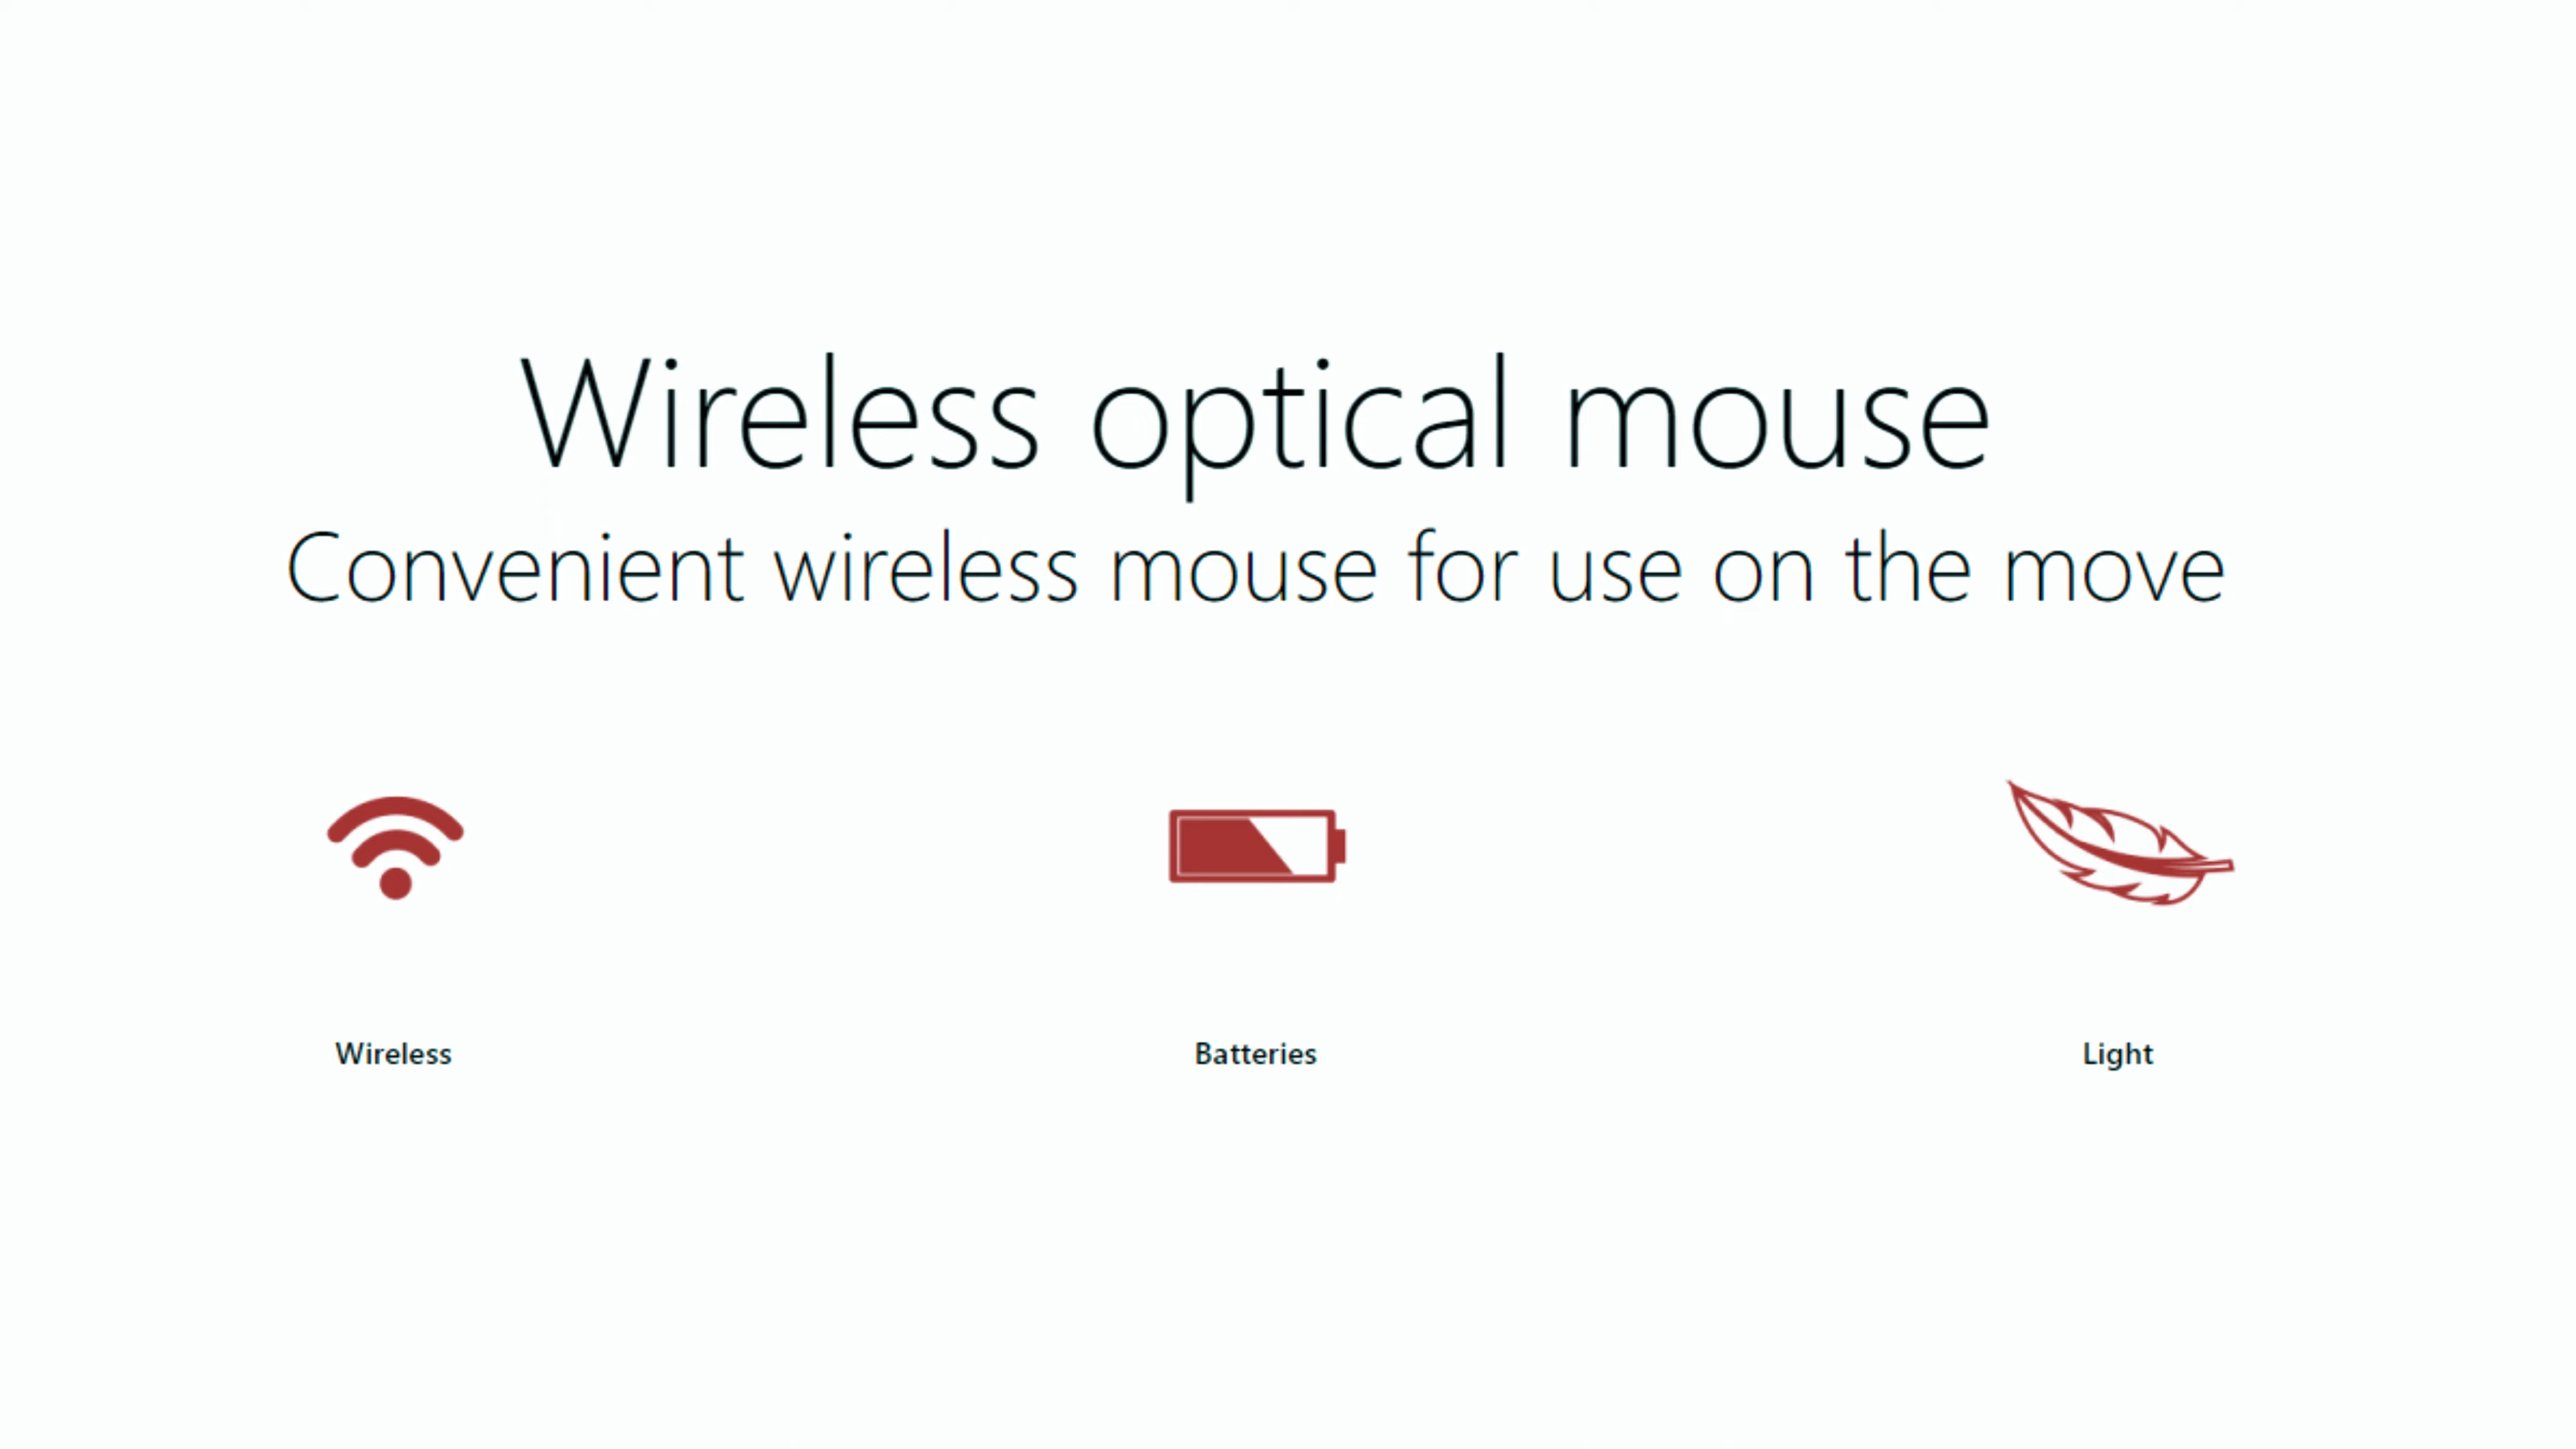 Wireless optical mouse
Convenient wireless mouse for use on the move
Wireless
Batteries
Light